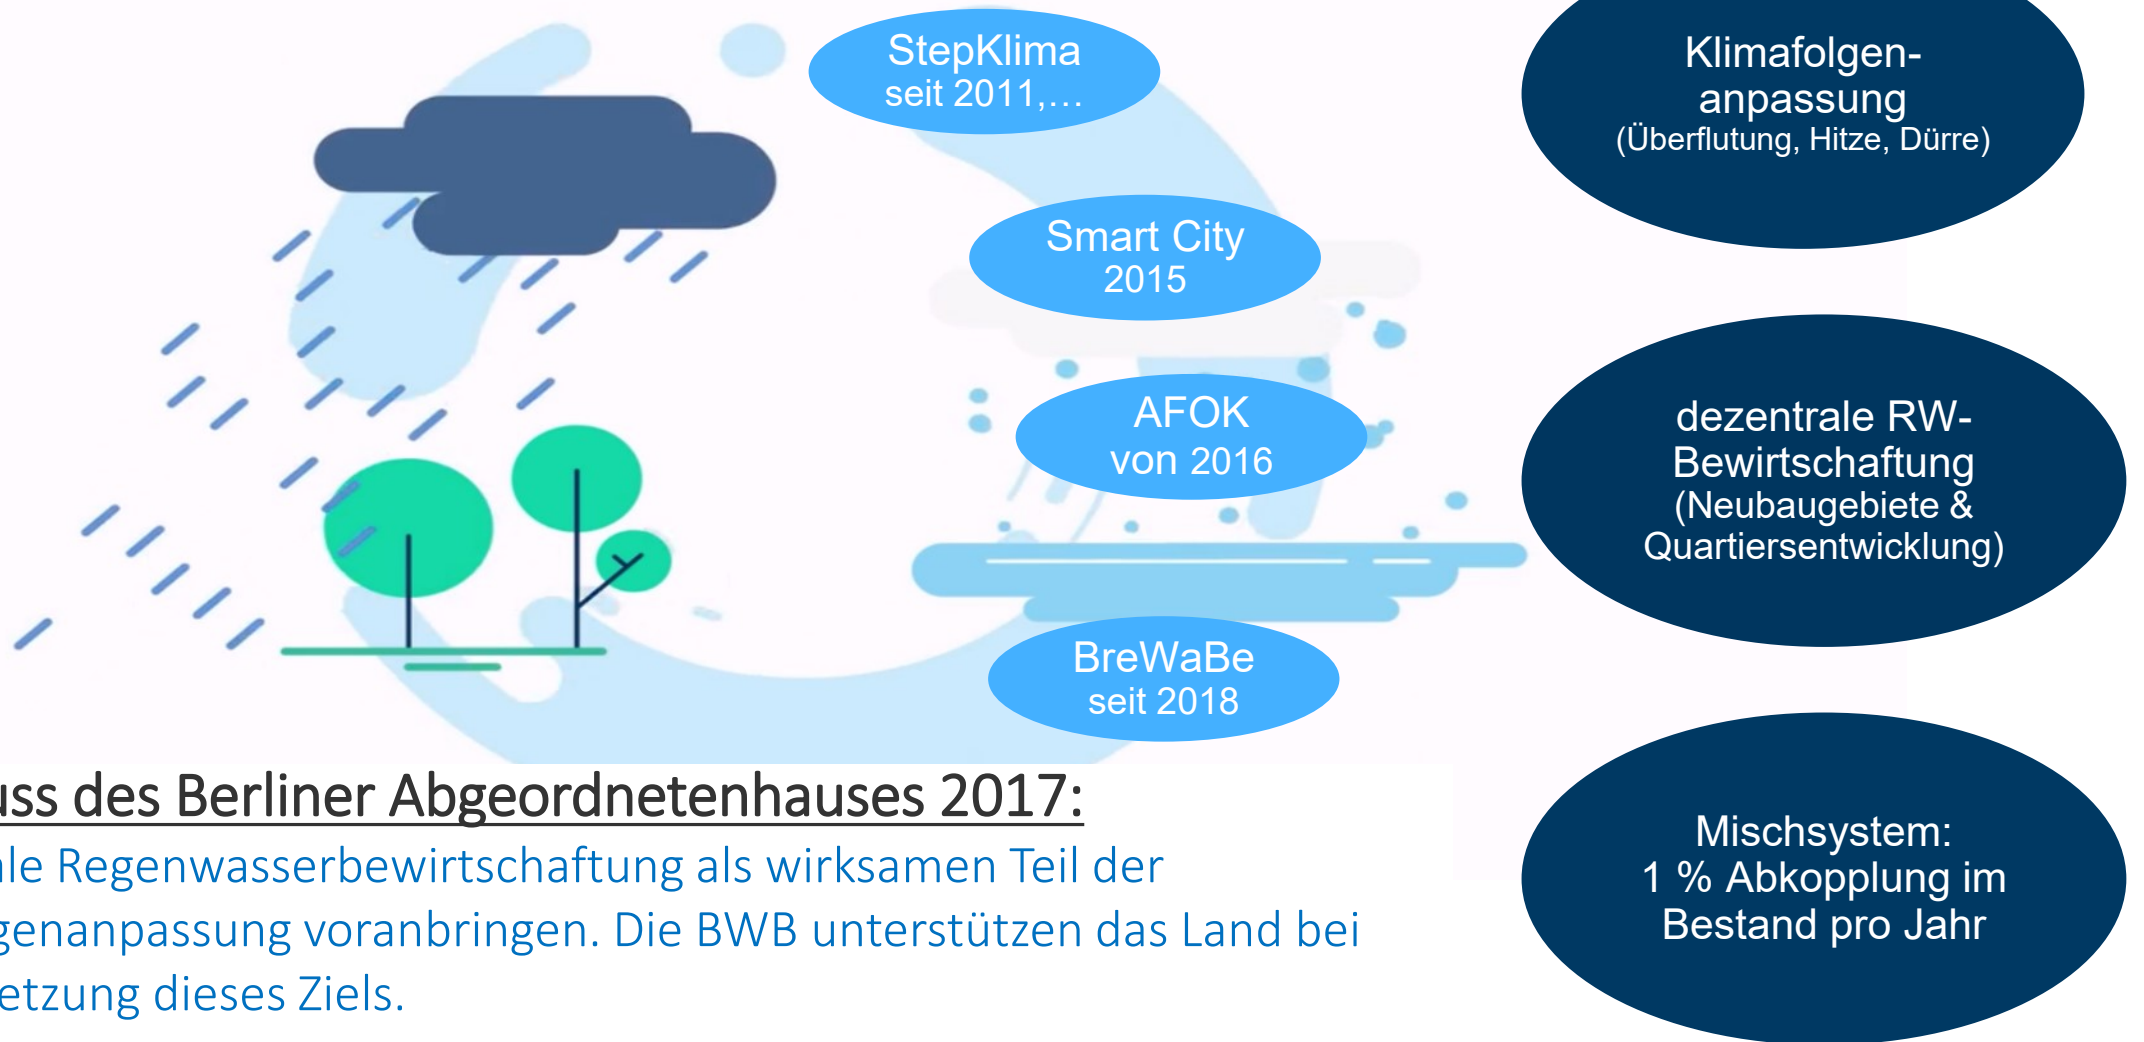 StepKlima
seit 2011,…
Smart City
2015
AFOK
von 2016
BreWaBe
seit 2018
Klimafolgen-
anpassung
(Überflutung, Hitze, Dürre)
dezentrale RW-
Bewirtschaftung
(Neubaugebiete &
Quartiersentwicklung)
Mischsystem:
1 % Abkopplung im
Bestand pro Jahr
uss des Berliner Abgeordnetenhauses 2017:
ale Regenwasserbewirtschaftung als wirksamen Teil der
genanpassung voranbringen. Die BWB unterstützen das Land bei
etzung dieses Ziels.